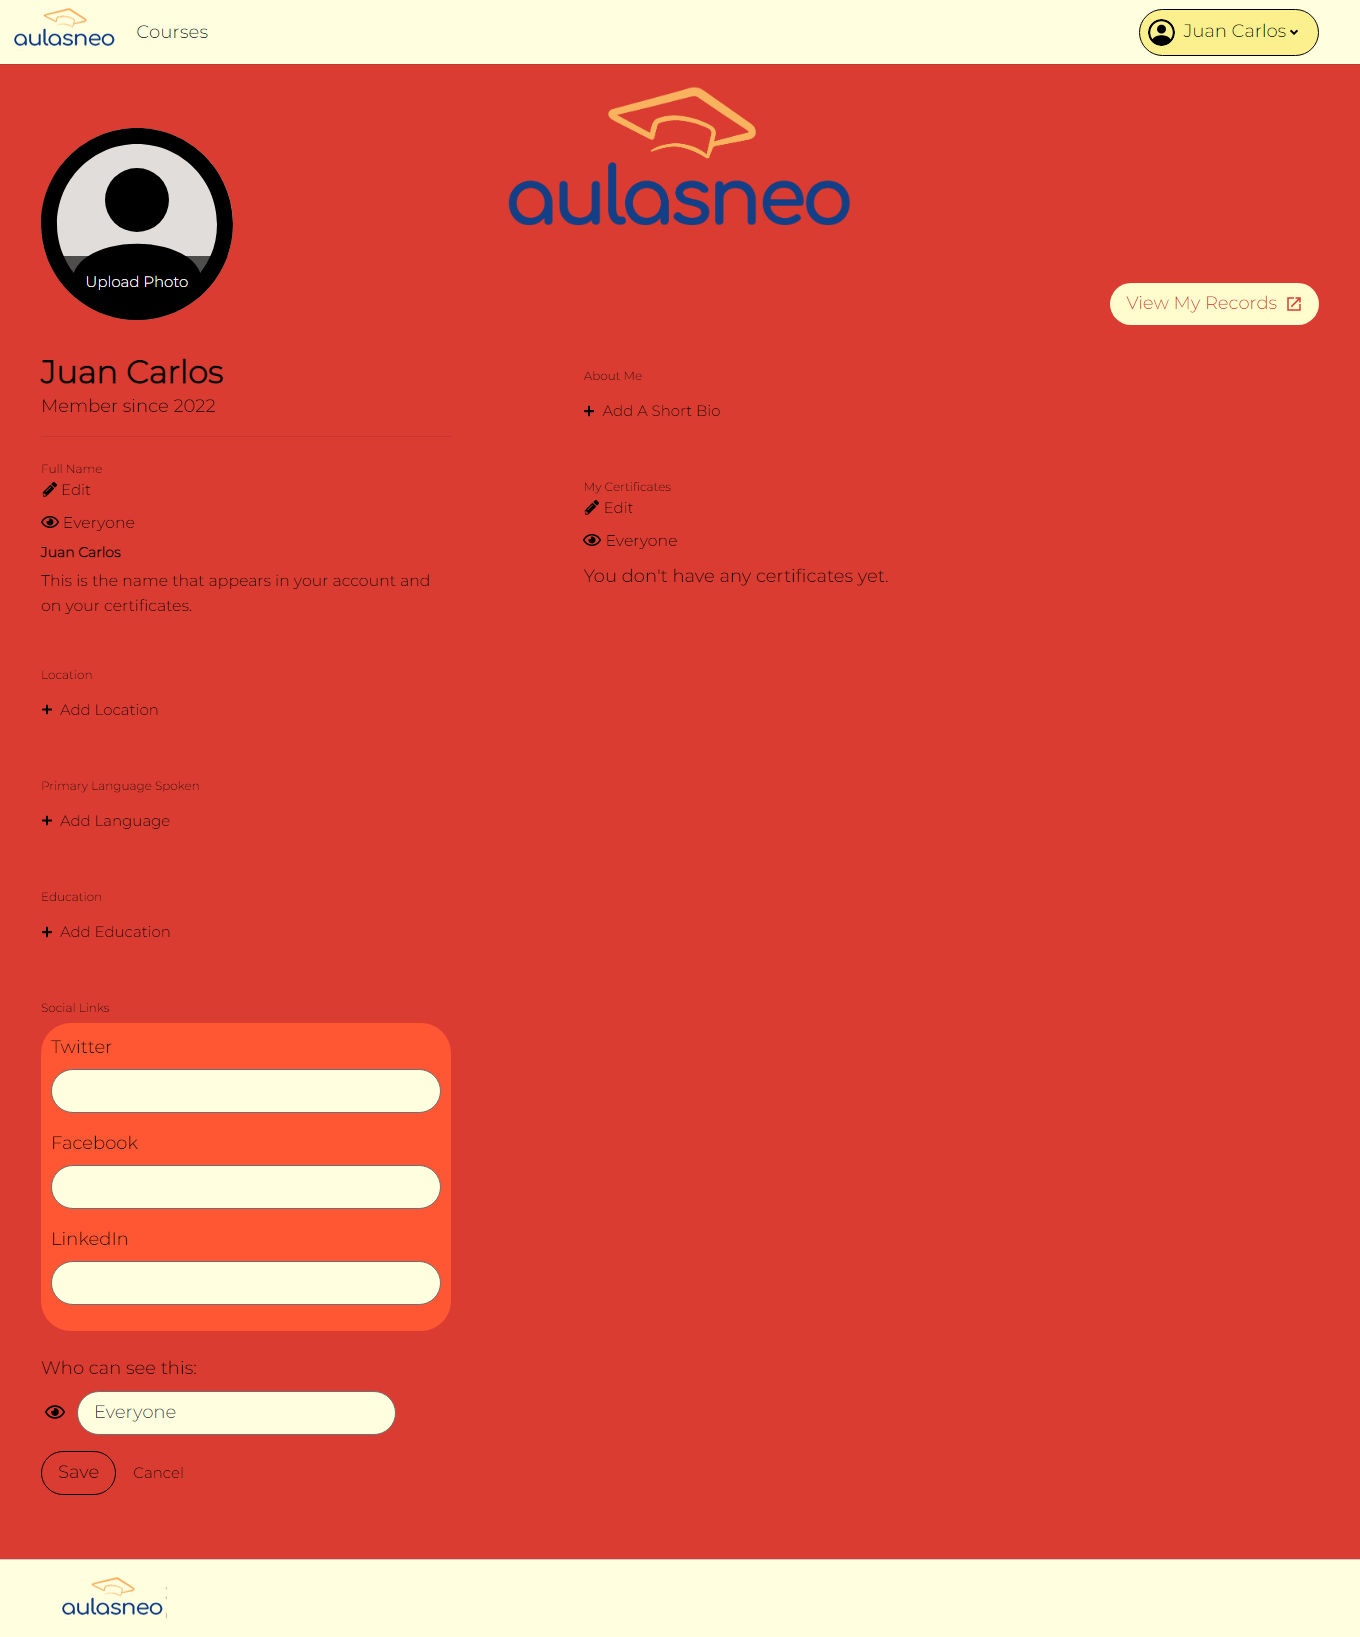 aulasneo
Courses
Juan Carlos
aulasneo
Upload Photo
View My Records
Juan Carlos
Member since 2022
Full Name
Edit
Everyone
Juan Carlos
This is the name that appears in your account and
on your certificates.
Location
Add Location
Primary Language Spoken
Add Language
Education
Add Education
Social Links
Twitter
Facebook
LinkedIn
Who can see this:
Everyone
Save
Cancel
About Me
Add A Short Bio
My Certificates
Edit
Everyone
You don't have any certificates yet.
aulasneo